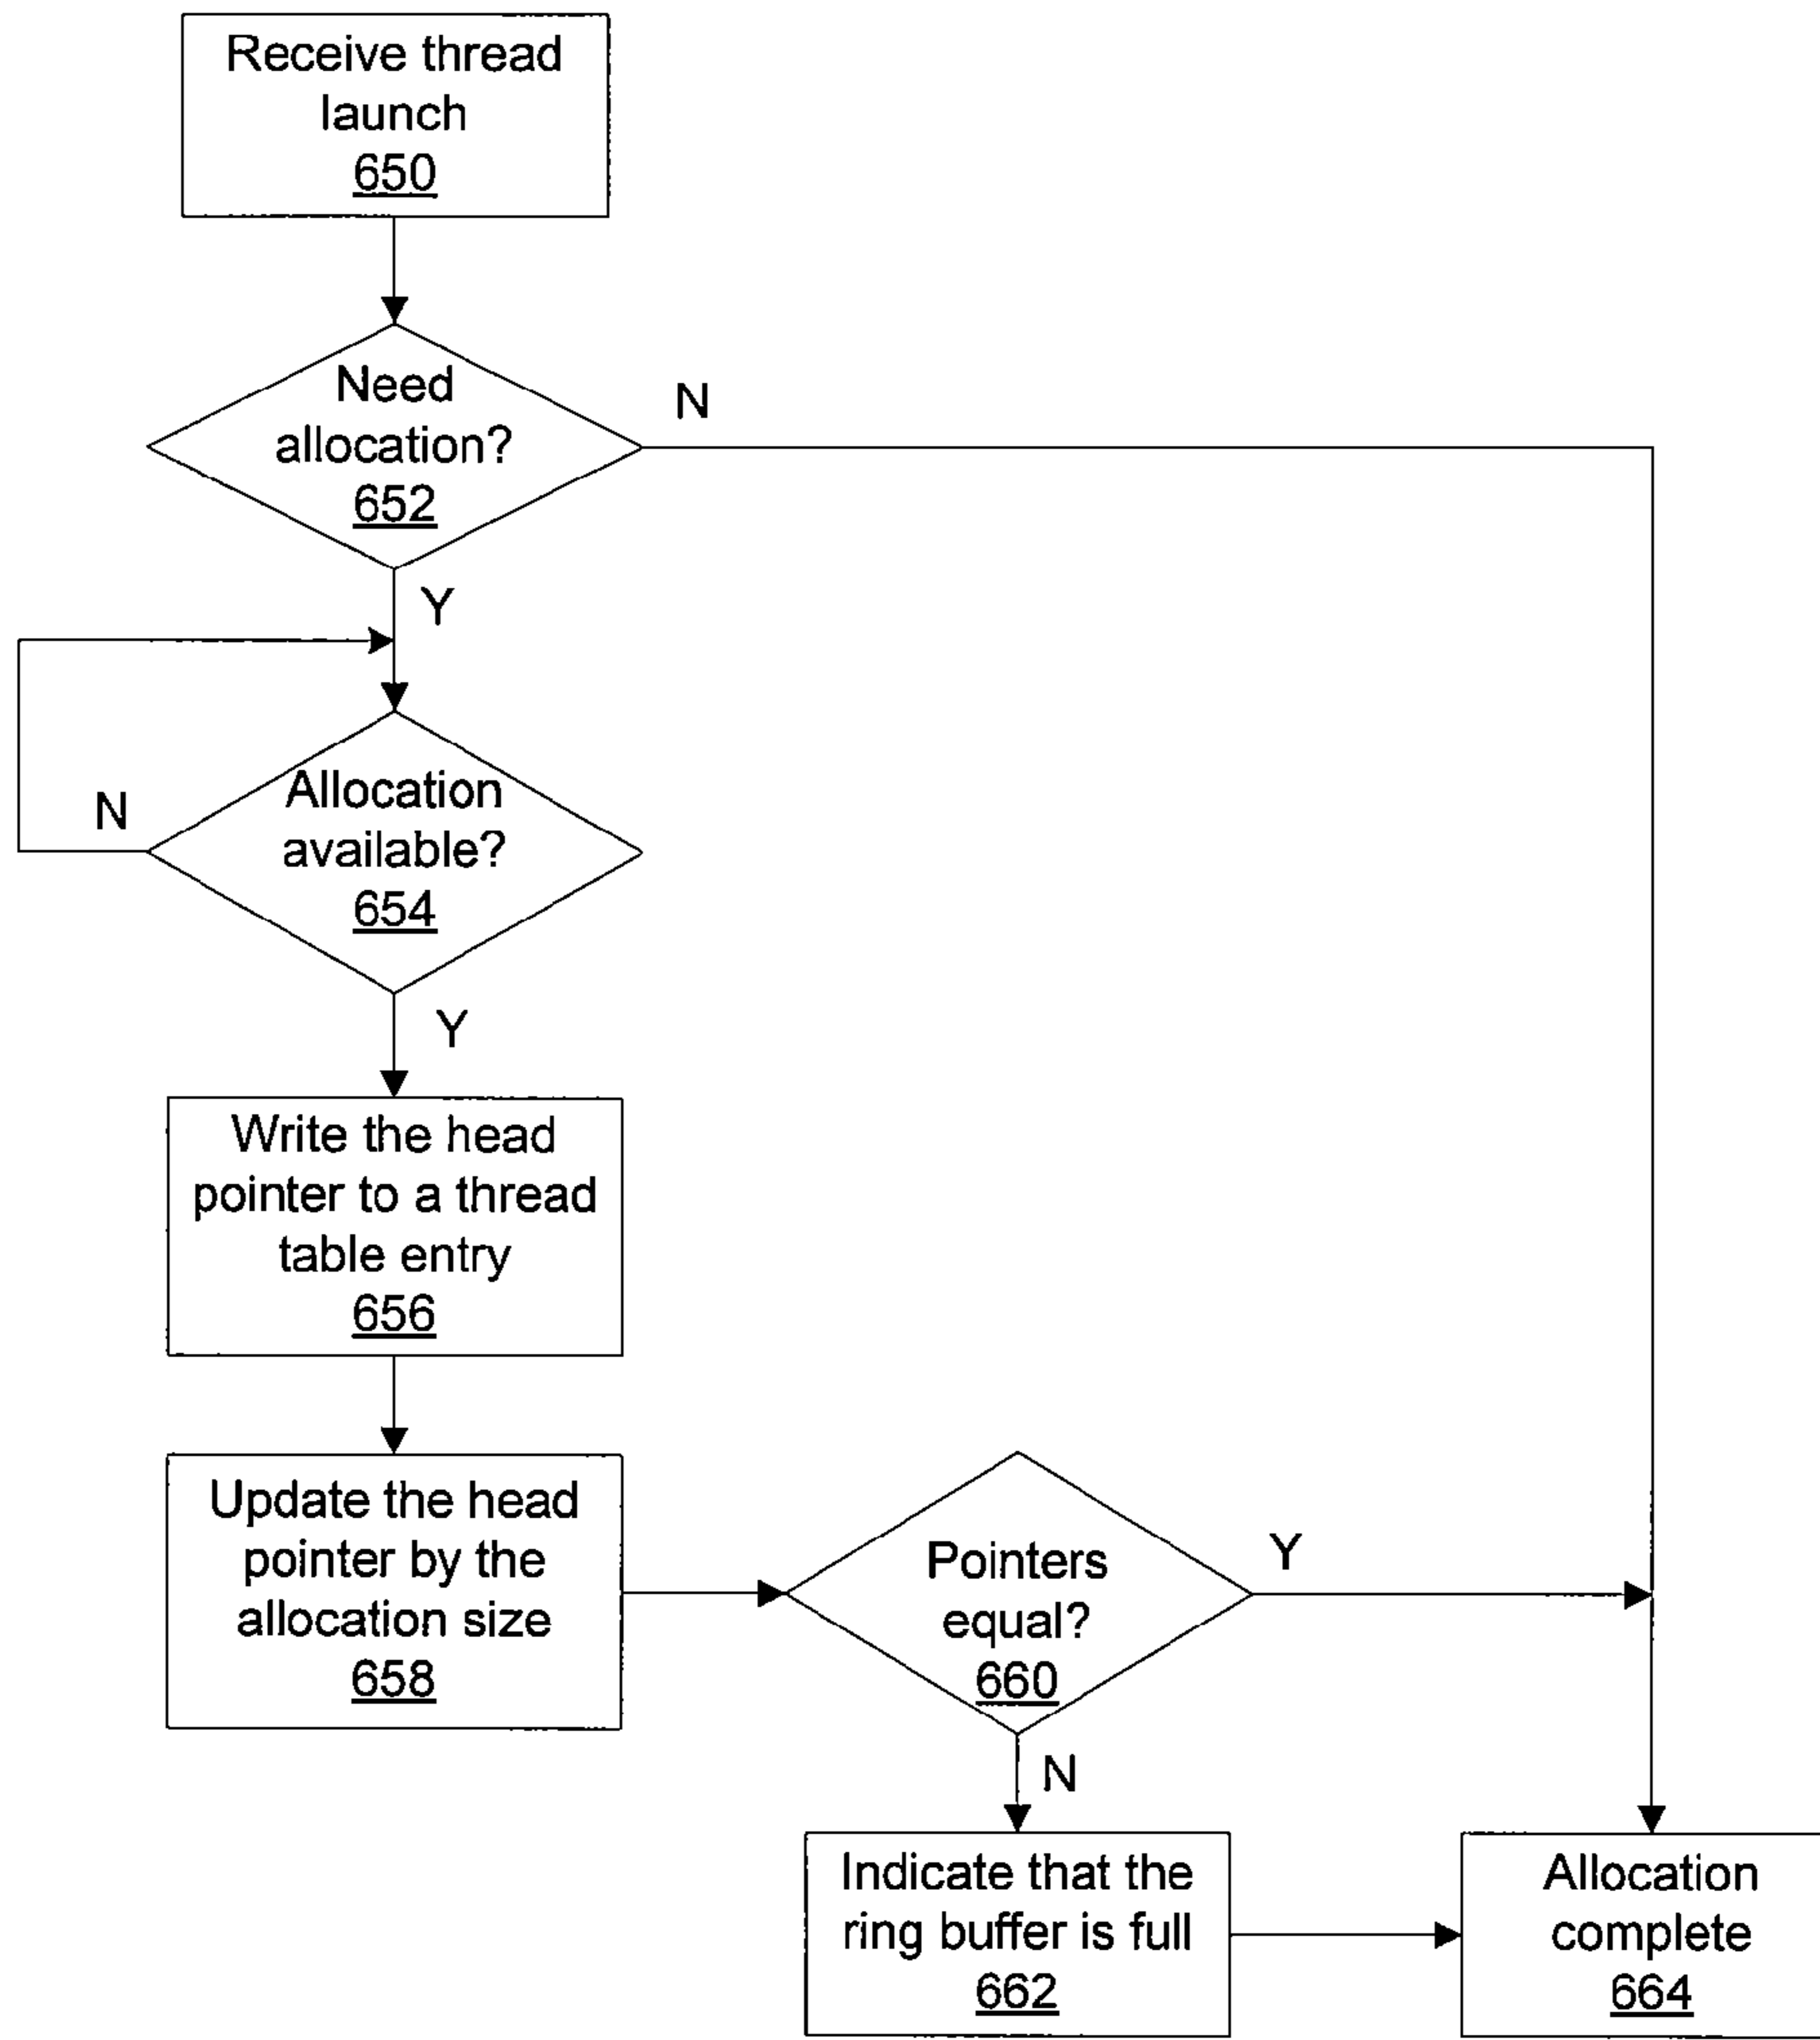 Receive thread
launch
650
Need
allocation?
652
N
Y
Allocation
available?
654
N
Y
Write the head
pointer to a thread
table entry
656
Update the head
pointer by the
allocation size
658
Pointers
equal?
660
Y
N
Indicate that the
ring buffer is full
662
Allocation
complete
664